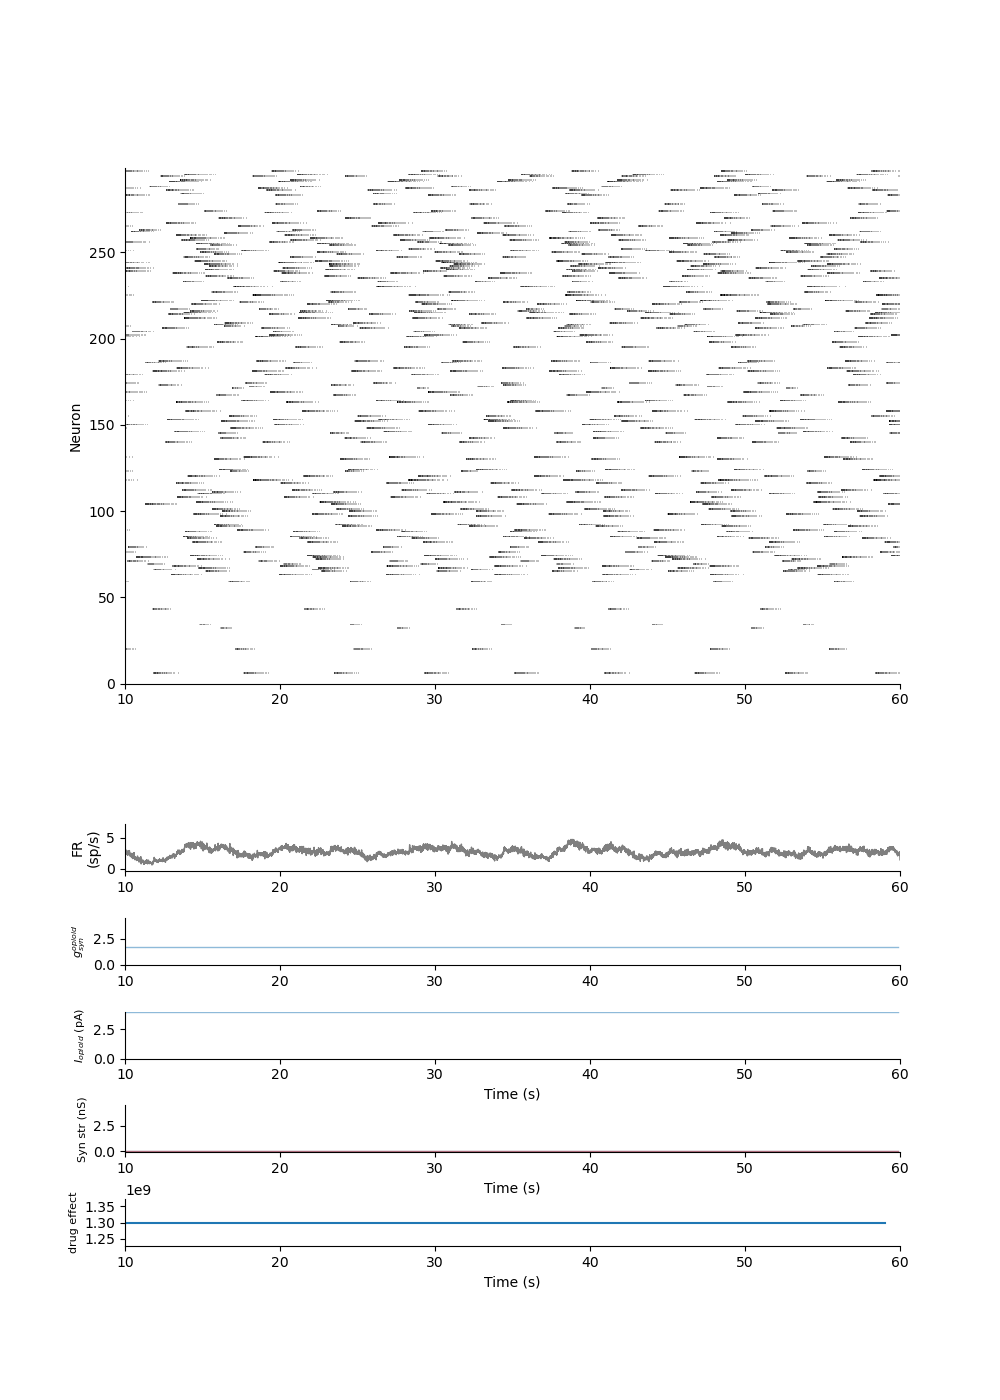 Neuron
250
200
150
100
50
0
10 20 30 40 50 60
FR
(sp/s)
5
0
10 20 30 40 50 60
g_{syn}^{opioid}
2.5
0.0
10 20 30 40 50 60
I_{opioid} (pA)
2.5
0.0
10 20 30 40 50 60
Time (s)
Syn str (nS)
2.5
0.0
10 20 30 40 50 60
Time (s)
1e9
drug effect
1.35
1.30
1.25
10 20 30 40 50 60
Time (s)